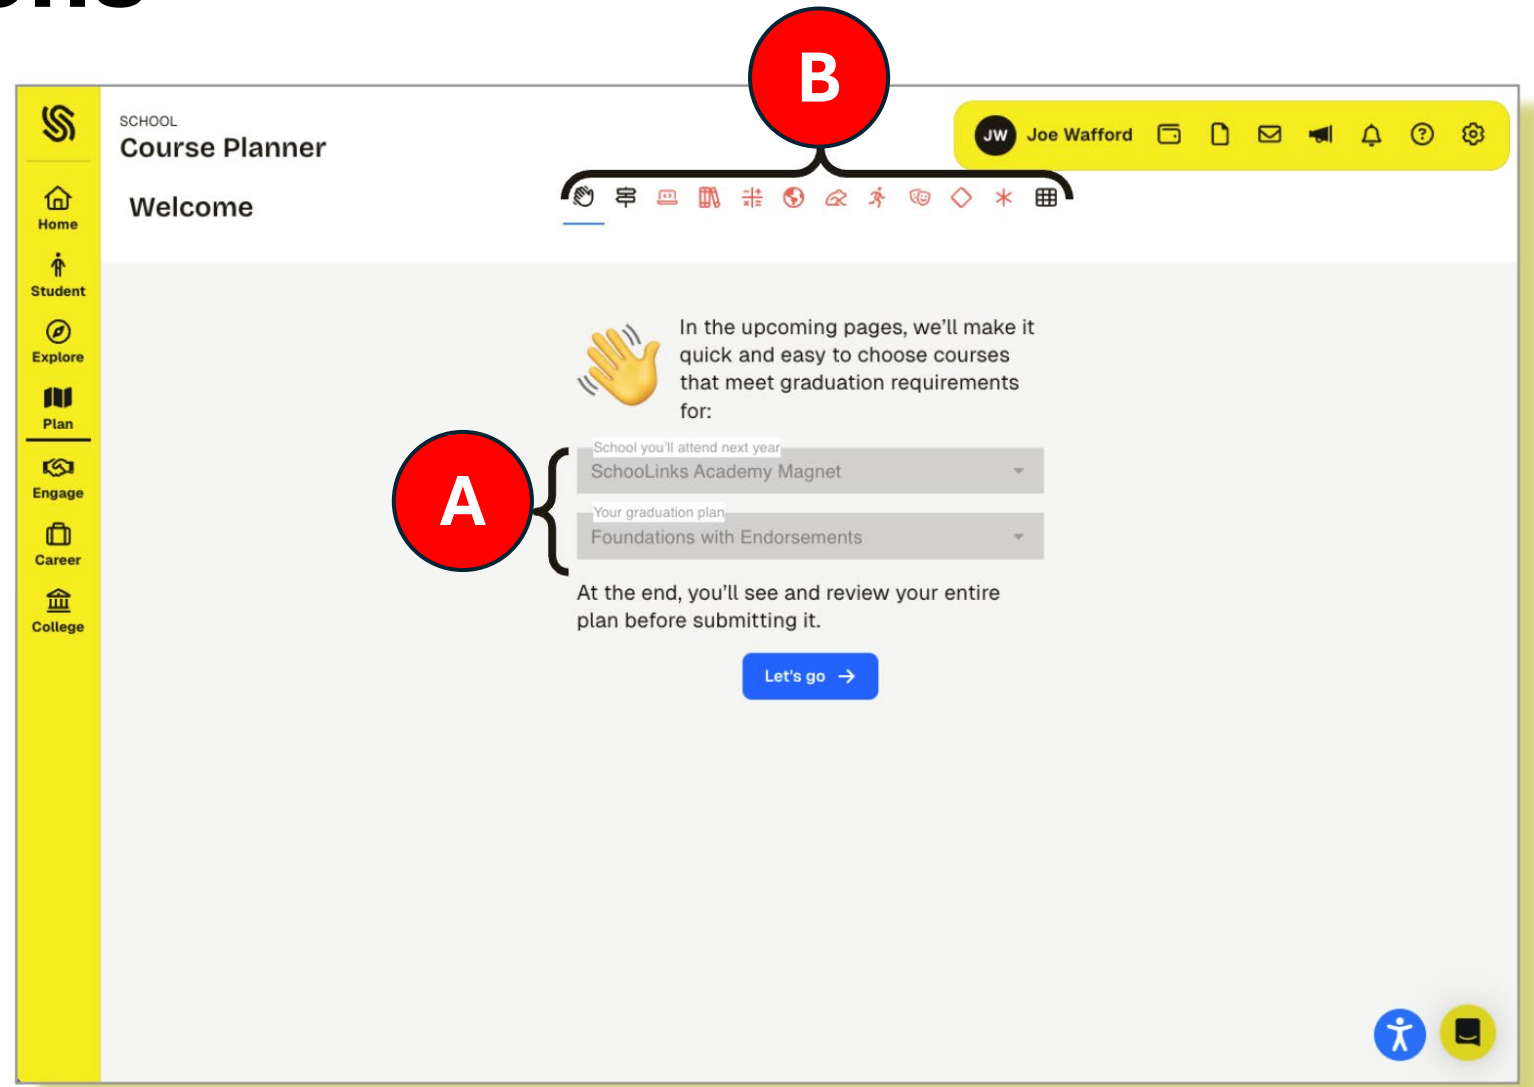 B
SCHOOL
Course Planner
JW Joe Wafford
Welcome
Home
Student
Explore
Plan
Engage
Career
College
In the upcoming pages, we'll make it
quick and easy to choose courses
that meet graduation requirements
for:
A
School you'll attend next year
SchooLinks Academy Magnet
Your graduation plan
Foundations with Endorsements
At the end, you'll see and review your entire
plan before submitting it.
Let's go →